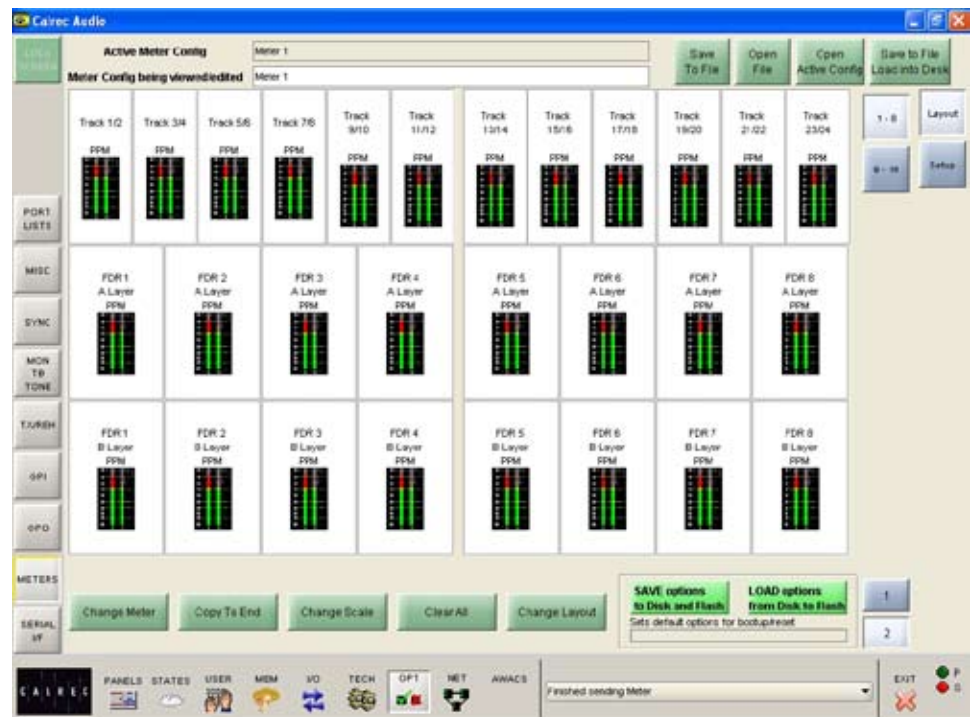 Calrec Audio
Active Meter Config
Meter 1
Meter Config being viewed/edited
Meter 1
Save To File
Open File
Open Active Config
Save to File Load into Desk
Track 1/2
Track 3/4
Track 5/6
Track 7/8
Track 9/10
Track 11/12
Track 13/14
Track 15/16
Track 17/18
Track 19/20
Track 21/22
Track 23/24
PPM PPM PPM PPM PPM PPM PPM PPM PPM PPM PPM PPM
1 - 8
Layout
9 - 16
Setup
PORT LISTS
MISC
SYNC
MON TB TONE
TX/REH
GPI
GPO
METERS
SERIAL I/F
FDR 1 A Layer PPM
FDR 2 A Layer PPM
FDR 3 A Layer PPM
FDR 4 A Layer PPM
FDR 5 A Layer PPM
FDR 6 A Layer PPM
FDR 7 A Layer PPM
FDR 8 A Layer PPM
FDR 1 B Layer PPM
FDR 2 B Layer PPM
FDR 3 B Layer PPM
FDR 4 B Layer PPM
FDR 5 B Layer PPM
FDR 6 B Layer PPM
FDR 7 B Layer PPM
FDR 8 B Layer PPM
Change Meter
Copy To End
Change Scale
Clear All
Change Layout
SAVE options to Disk and Flash
LOAD options from Disk to Flash
Sets default options for bootup/reset
1
2
CALREC
PANELS
STATES
USER
MEM
I/O
TECH
OPT
NET
AWACS
Finished sending Meter
EXIT
P
S